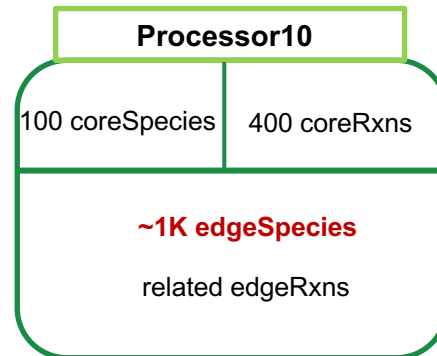 Processor10
100 coreSpecies
400 coreRxns
~1K edgeSpecies
related edgeRxns